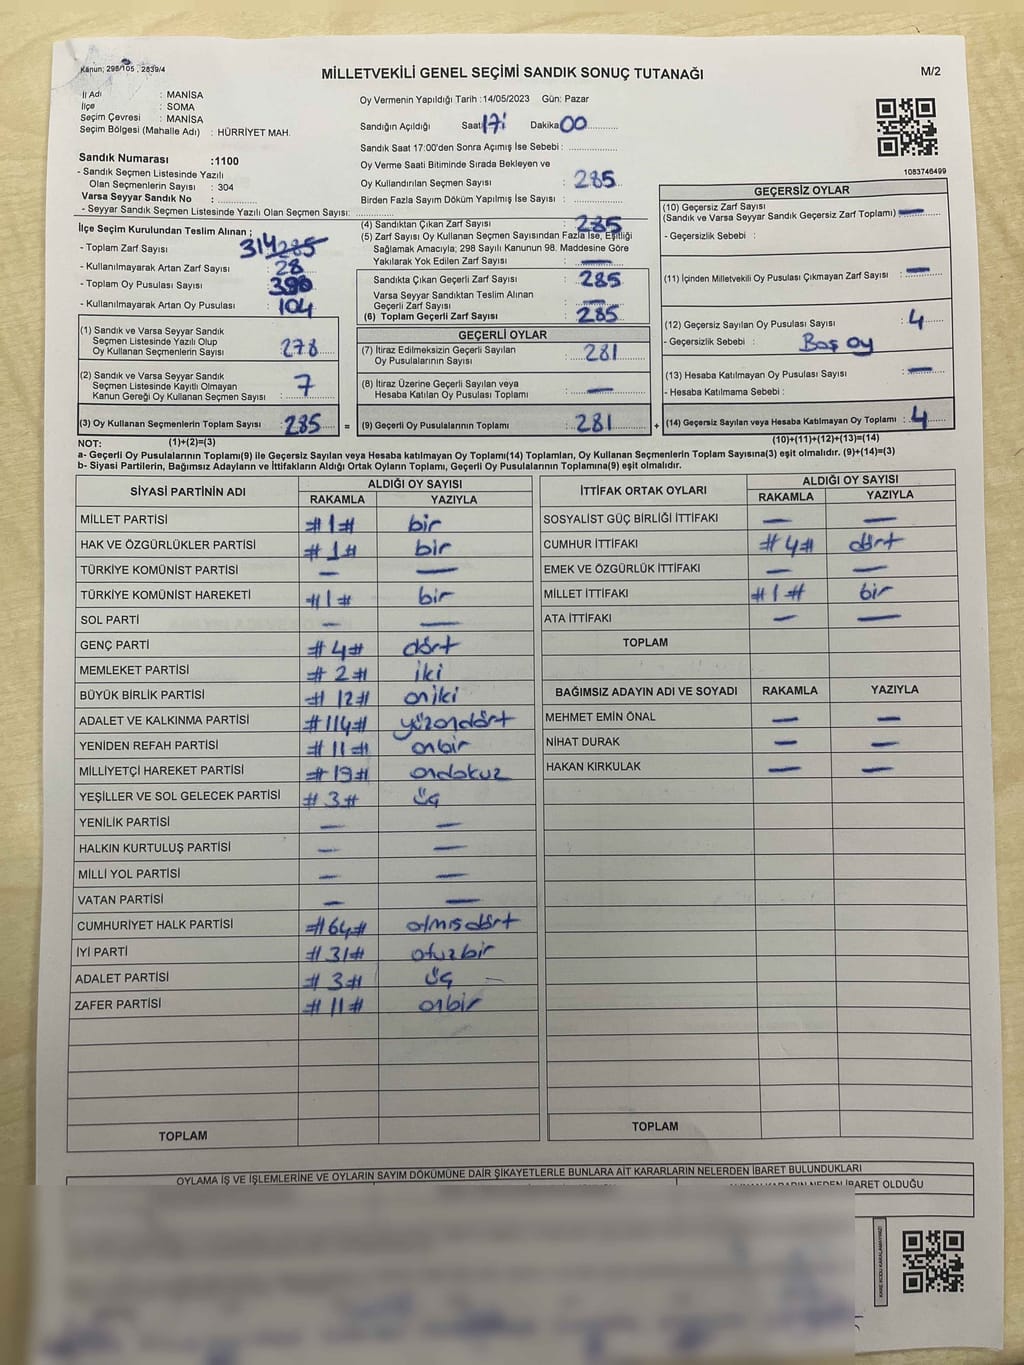 Kanun; 298/105 , 2839/4
MİLLETVEKİLİ GENEL SEÇİMİ SANDIK SONUÇ TUTANAĞI
M/2
İl Adı : MANİSA
İlçe : SOMA
Seçim Çevresi : MANİSA
Seçim Bölgesi (Mahalle Adı) : HÜRRİYET MAH.
Oy Vermenin Yapıldığı Tarih :14/05/2023 Gün: Pazar
Sandığın Açıldığı Saat 17: Dakika 00
Sandık Saat 17:00'den Sonra Açımış İse Sebebi :
Oy Verme Saati Bitiminde Sırada Bekleyen ve
Oy Kullandırılan Seçmen Sayısı : 285
Birden Fazla Sayım Döküm Yapılmış İse Sayısı :
1083746499
Sandık Numarası :1100
- Sandık Seçmen Listesinde Yazılı
Olan Seçmenlerin Sayısı : 304
Varsa Seyyar Sandık No :
- Seyyar Sandık Seçmen Listesinde Yazılı Olan Seçmen Sayısı:
İlçe Seçim Kurulundan Teslim Alınan ;
- Toplam Zarf Sayısı : 314 285
- Kullanılmayarak Artan Zarf Sayısı : 28
- Toplam Oy Pusulası Sayısı :
- Kullanılmayarak Artan Oy Pusulası : 104
(1) Sandık ve Varsa Seyyar Sandık
Seçmen Listesinde Yazılı Olup
Oy Kullanan Seçmenlerin Sayısı : 278
(2) Sandık ve Varsa Seyyar Sandık
Seçmen Listesinde Kayıtlı Olmayan
Kanun Gereği Oy Kullanan Seçmen Sayısı : 7
(3) Oy Kullanan Seçmenlerin Toplam Sayısı : 285 =
(4) Sandıktan Çıkan Zarf Sayısı : 285
(5) Zarf Sayısı Oy Kullanan Seçmen Sayısından Fazla İse, Eşitliği
Sağlamak Amacıyla; 298 Sayılı Kanunun 98. Maddesine Göre
Yakılarak Yok Edilen Zarf Sayısı : —
Sandıkta Çıkan Geçerli Zarf Sayısı : 285
Varsa Seyyar Sandıktan Teslim Alınan
Geçerli Zarf Sayısı : —
(6) Toplam Geçerli Zarf Sayısı : 285
GEÇERLİ OYLAR
(7) İtiraz Edilmeksizin Geçerli Sayılan
Oy Pusulalarının Sayısı : 281
(8) İtiraz Üzerine Geçerli Sayılan veya
Hesaba Katılan Oy Pusulası Toplamı : —
(9) Geçerli Oy Pusulalarının Toplamı : 281 +
GEÇERSİZ OYLAR
(10) Geçersiz Zarf Sayısı
(Sandık ve Varsa Seyyar Sandık Geçersiz Zarf Toplamı) : —
- Geçersizlik Sebebi :
(11) İçinden Milletvekili Oy Pusulası Çıkmayan Zarf Sayısı : —
(12) Geçersiz Sayılan Oy Pusulası Sayısı : 4
- Geçersizlik Sebebi : Boş oy
(13) Hesaba Katılmayan Oy Pusulası Sayısı : —
- Hesaba Katılmama Sebebi :
(14) Geçersiz Sayılan veya Hesaba Katılmayan Oy Toplamı : 4
NOT: (1)+(2)=(3) (10)+(11)+(12)+(13)=(14)
a- Geçerli Oy Pusulalarının Toplamı(9) ile Geçersiz Sayılan veya Hesaba Katılmayan Oy Toplamı(14) Toplamları, Oy Kullanan Seçmenlerin Toplam Sayısına(3) eşit olmalıdır. (9)+(14)=(3)
b- Siyasi Partilerin, Bağımsız Adayların ve İttifakların Aldığı Ortak Oyların Toplamı, Geçerli Oy Pusulalarının Toplamına(9) eşit olmalıdır.
SİYASİ PARTİNİN ADI ALDIĞI OY SAYISI
RAKAMLA YAZIYLA
MİLLET PARTİSİ #1# bir
HAK VE ÖZGÜRLÜKLER PARTİSİ #1# bir
TÜRKİYE KOMÜNİST PARTİSİ — —
TÜRKİYE KOMÜNİST HAREKETİ #1# bir
SOL PARTİ — —
GENÇ PARTİ #4# dört
MEMLEKET PARTİSİ #2# iki
BÜYÜK BİRLİK PARTİSİ #12# oniki
ADALET VE KALKINMA PARTİSİ #114# yüzondört
YENİDEN REFAH PARTİSİ #11# onbir
MİLLİYETÇİ HAREKET PARTİSİ #19# ondokuz
YEŞİLLER VE SOL GELECEK PARTİSİ #3# üç
YENİLİK PARTİSİ — —
HALKIN KURTULUŞ PARTİSİ — —
MİLLİ YOL PARTİSİ — —
VATAN PARTİSİ — —
CUMHURİYET HALK PARTİSİ #64# atmışdört
İYİ PARTİ #31# otuzbir
ADALET PARTİSİ #3# üç
ZAFER PARTİSİ #11# onbir
TOPLAM
İTTİFAK ORTAK OYLARI ALDIĞI OY SAYISI
RAKAMLA YAZIYLA
SOSYALİST GÜÇ BİRLİĞİ İTTİFAKI — —
CUMHUR İTTİFAKI #4# dört
EMEK VE ÖZGÜRLÜK İTTİFAKI — —
MİLLET İTTİFAKI #1# bir
ATA İTTİFAKI — —
TOPLAM
BAĞIMSIZ ADAYIN ADI VE SOYADI RAKAMLA YAZIYLA
MEHMET EMİN ÖNAL — —
NİHAT DURAK — —
HAKAN KIRKULAK — —
TOPLAM
OYLAMA İŞ VE İŞLEMLERİNE VE OYLARIN SAYIM DÖKÜMÜNE DAİR ŞİKAYETLERLE BUNLARA AİT KARARLARIN NELERDEN İBARET BULUNDUKLARI
KARARIN NEDEN İBARET OLDUĞU